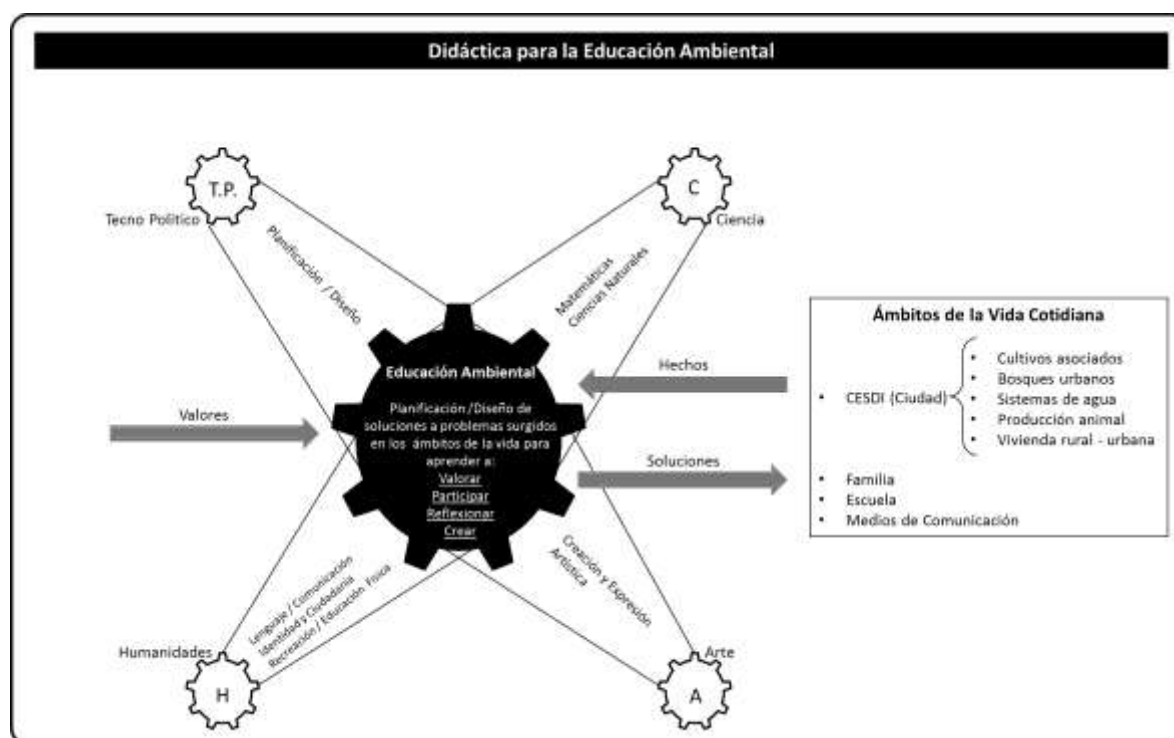 Didáctica para la Educación Ambiental
T.P.
Tecno Político
Planificación / Diseño
C
Ciencia
Matemáticas
Ciencias Naturales
Valores
Educación Ambiental
Planificación /Diseño de
soluciones a problemas surgidos
en los ámbitos de la vida para
aprender a:
Valorar
Participar
Reflexionar
Crear
Hechos
Soluciones
Ámbitos de la Vida Cotidiana
CESDI (Ciudad)
• Cultivos asociados
• Bosques urbanos
• Sistemas de agua
• Producción animal
• Vivienda rural - urbana
• Familia
• Escuela
• Medios de Comunicación
Humanidades
H
Lenguaje / Comunicación
Identidad y Ciudadanía
Recreación / Educación Física
Creación y Expresión
Artística
Arte
A